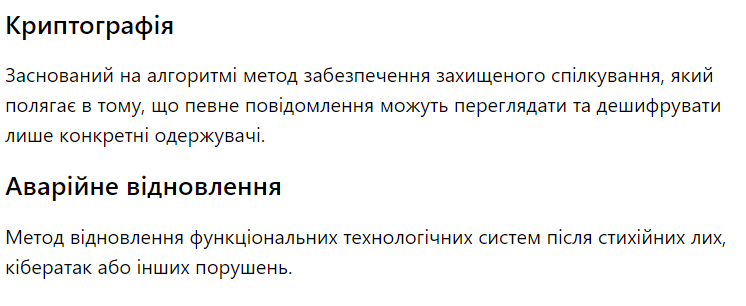 Криптографія
Заснований на алгоритмі метод забезпечення захищеного спілкування, який
полягає в тому, що певне повідомлення можуть переглядати та дешифрувати
лише конкретні одержувачі.
Аварійне відновлення
Метод відновлення функціональних технологічних систем після стихійних лих,
кібератак або інших порушень.